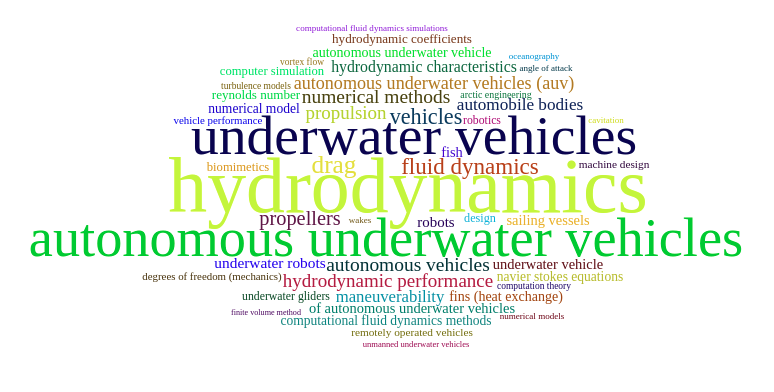 computational fluid dynamics simulations
hydrodynamic coefficients
autonomous underwater vehicle
oceanography
vortex flow
computer simulation
hydrodynamic characteristics
angle of attack
turbulence models
autonomous underwater vehicles (auv)
reynolds number
numerical methods
arctic engineering
numerical model
propulsion
vehicles
automobile bodies
vehicle performance
robotics
cavitation
underwater vehicles
fish
biomimetics
drag
fluid dynamics
machine design
hydrodynamics
propellers
wakes
robots
design
sailing vessels
autonomous underwater vehicles
underwater robots
autonomous vehicles
underwater vehicle
degrees of freedom (mechanics)
hydrodynamic performance
navier stokes equations
computation theory
underwater gliders
maneuverability
fins (heat exchange)
finite volume method
of autonomous underwater vehicles
computational fluid dynamics methods
numerical models
remotely operated vehicles
unmanned underwater vehicles